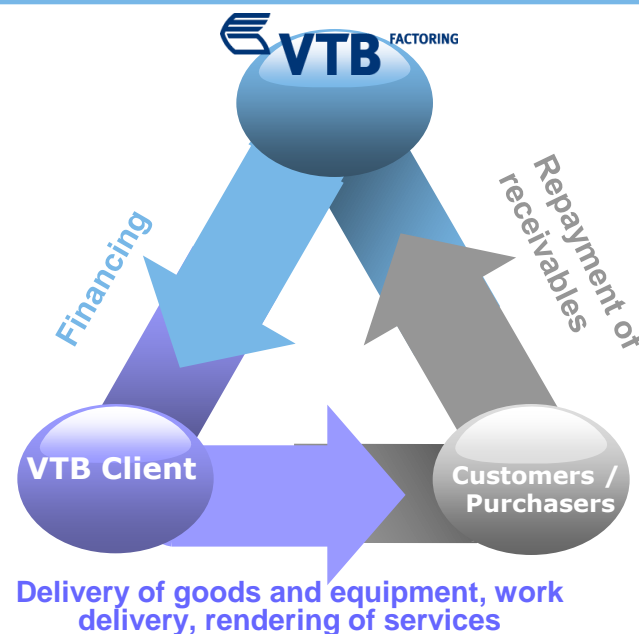 VTB FACTORING
Financing
Repayment of
receivables
VTB Client
Customers /
Purchasers
Delivery of goods and equipment, work
delivery, rendering of services